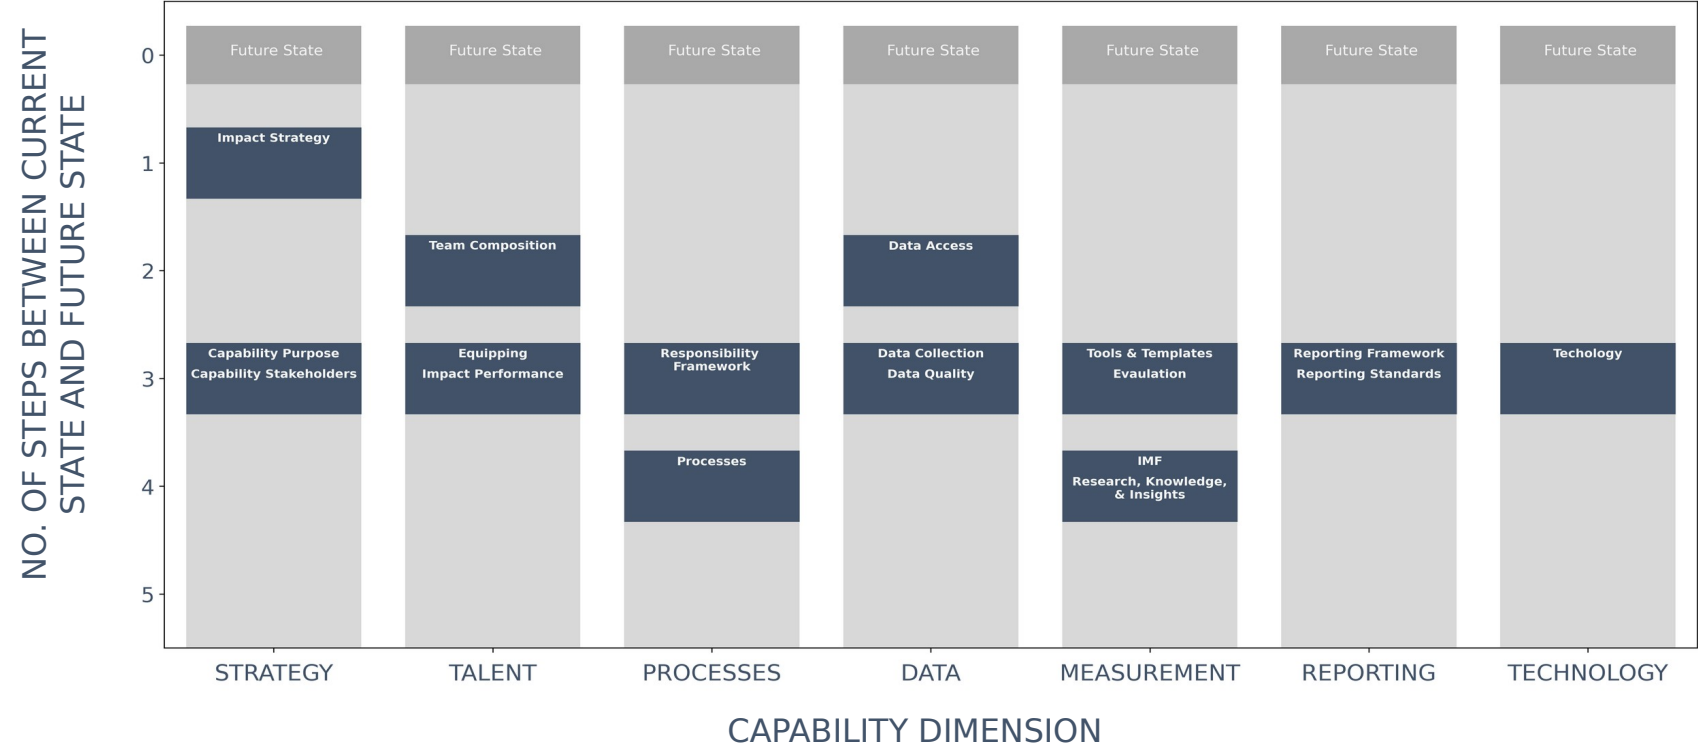 NO. OF STEPS BETWEEN CURRENT
STATE AND FUTURE STATE
0
1
2
3
4
5
Future State
Future State
Future State
Future State
Future State
Future State
Future State
Impact Strategy
Team Composition
Data Access
Capability Purpose
Capability Stakeholders
Equipping
Impact Performance
Responsibility
Framework
Data Collection
Data Quality
Tools & Templates
Evaulation
Reporting Framework
Reporting Standards
Techology
Processes
IMF
Research, Knowledge,
& Insights
STRATEGY
TALENT
PROCESSES
DATA
MEASUREMENT
REPORTING
TECHNOLOGY
CAPABILITY DIMENSION